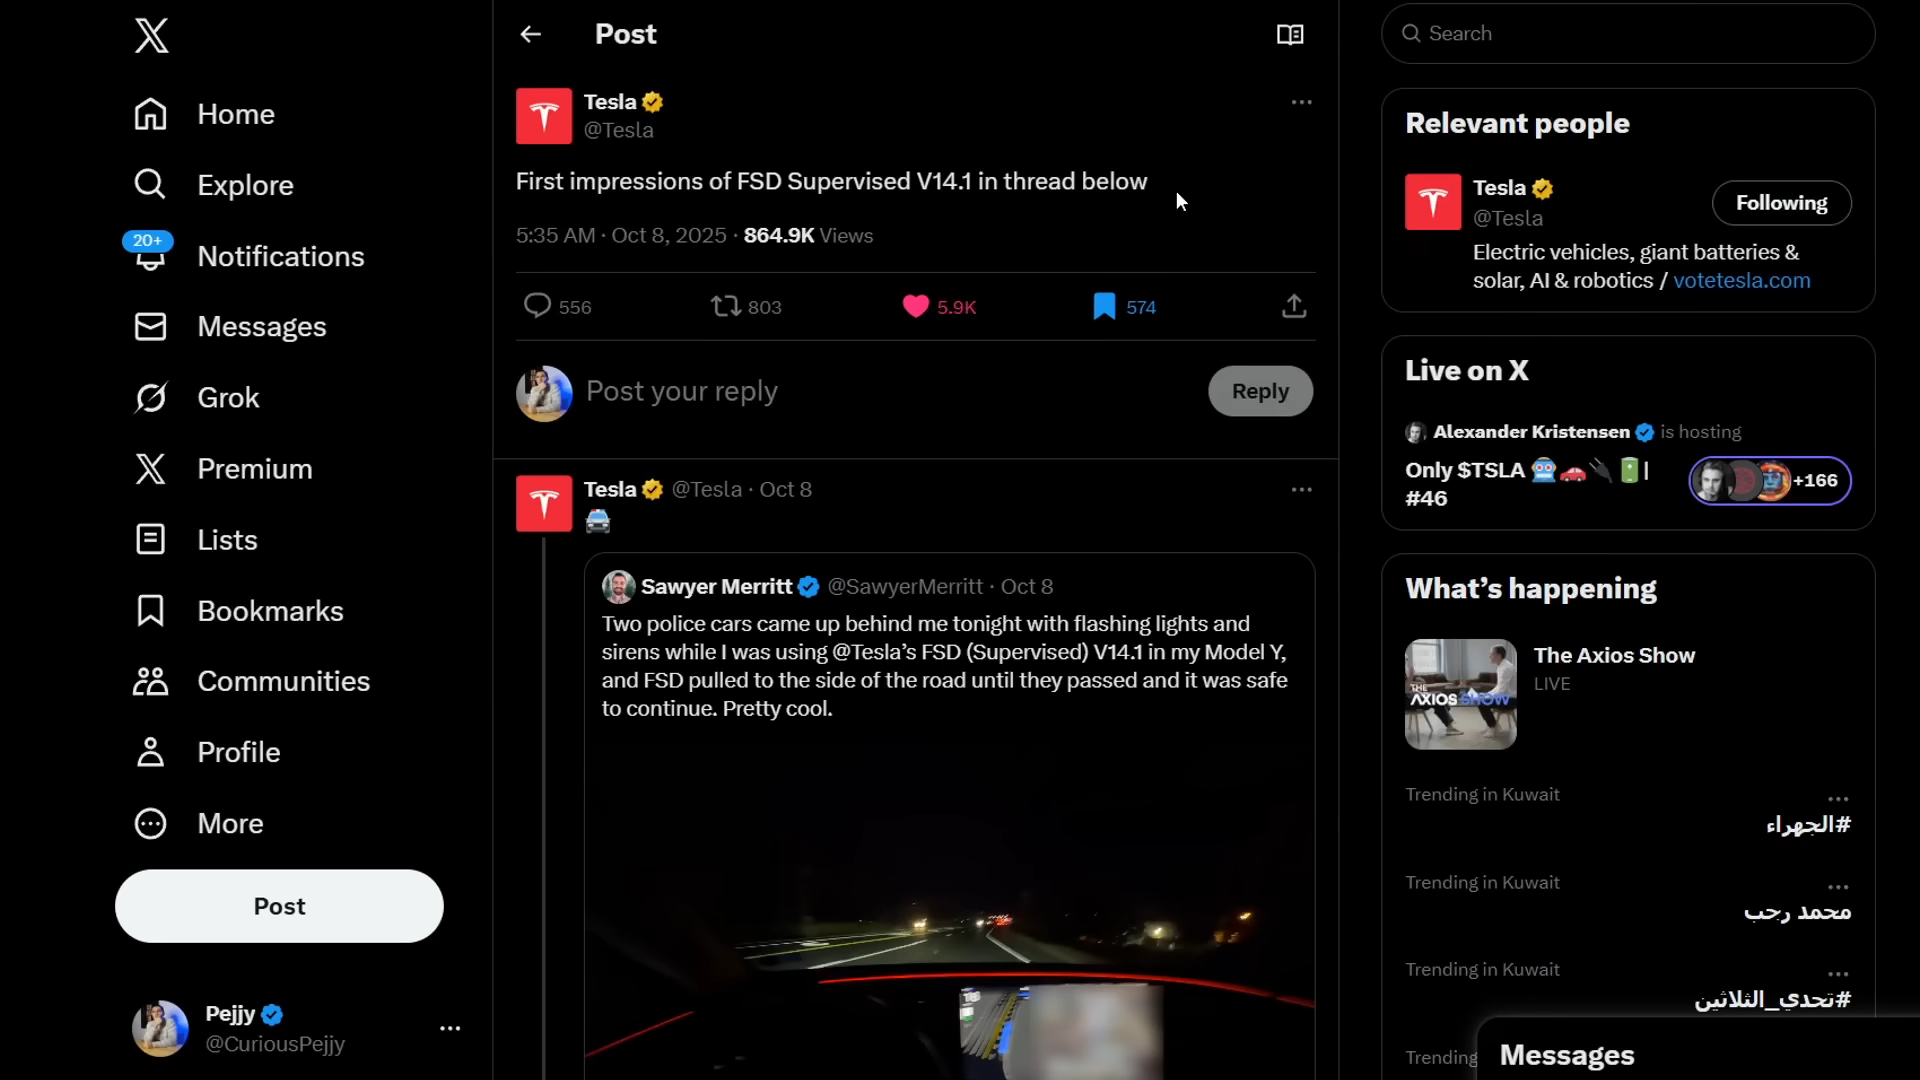 Home
Explore
20+
Notifications
Messages
Grok
Premium
Lists
Bookmarks
Communities
Profile
More
Post
Pejjy
@CuriousPejjy
Post
Tesla
@Tesla
First impressions of FSD Supervised V14.1 in thread below
5:35 AM · Oct 8, 2025 · 864.9K Views
556
803
5.9K
574
Post your reply
Reply
Tesla @Tesla · Oct 8
Sawyer Merritt @SawyerMerritt · Oct 8
Two police cars came up behind me tonight with flashing lights and
sirens while I was using @Tesla’s FSD (Supervised) V14.1 in my Model Y,
and FSD pulled to the side of the road until they passed and it was safe
to continue. Pretty cool.
Search
Relevant people
Tesla
@Tesla
Following
Electric vehicles, giant batteries &
solar, AI & robotics / votetesla.com
Live on X
Alexander Kristensen is hosting
Only $TSLA 🤖🚗🔌🔋|
#46
+166
What’s happening
THE
AXIOS SHOW
The Axios Show
LIVE
Trending in Kuwait
#الجهراء
Trending in Kuwait
محمد رجب
Trending in Kuwait
#تحدي_الثلاثين
Trending
Messages